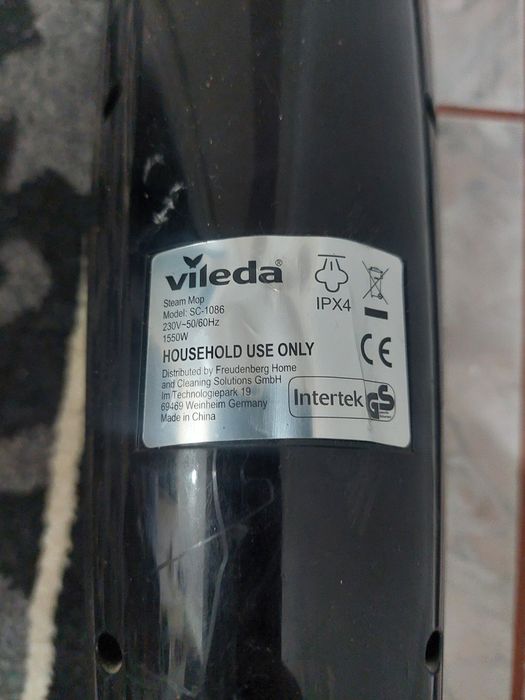 vileda®
Steam Mop
Model: SC-1086
230V~50/60Hz
1550W
IPX4
HOUSEHOLD USE ONLY
CE
Distributed by Freudenberg Home
and Cleaning Solutions GmbH
Im Technologiepark 19
69469 Weinheim Germany
Made in China
Intertek GS